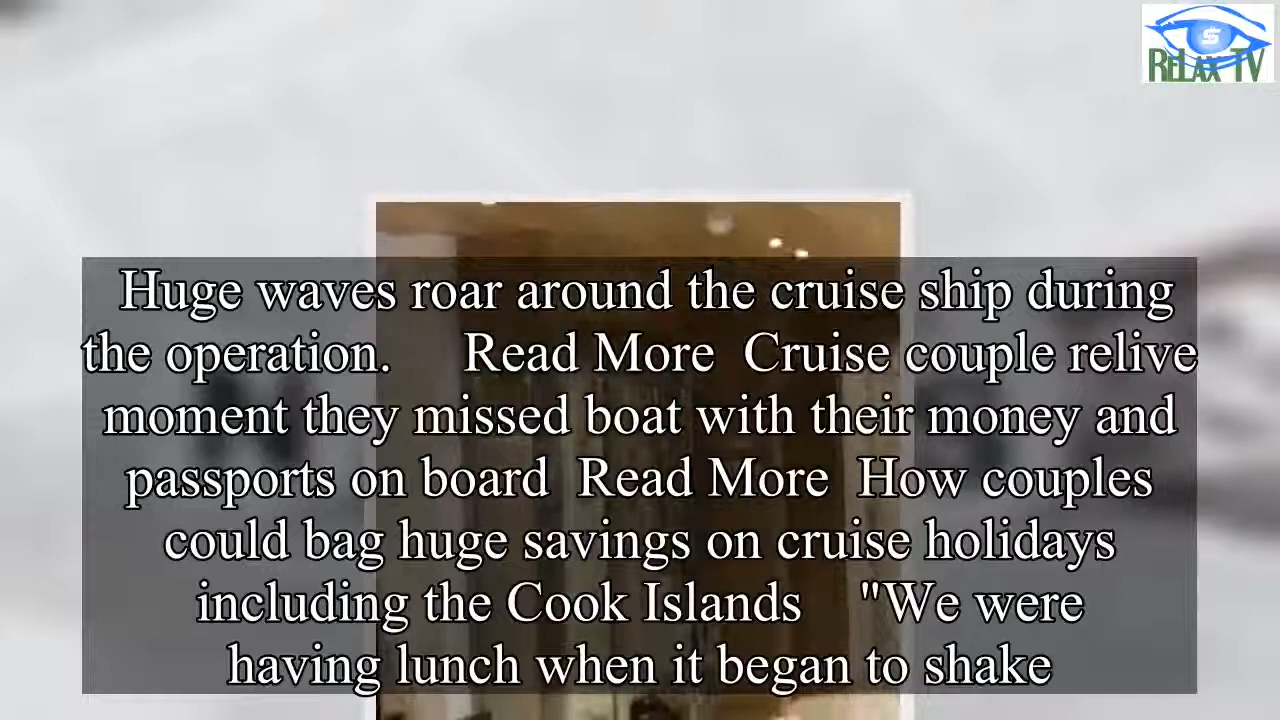 S
RELAX TV
Huge waves roar around the cruise ship during
the operation. Read More Cruise couple relive
moment they missed boat with their money and
passports on board Read More How couples
could bag huge savings on cruise holidays
including the Cook Islands "We were
having lunch when it began to shake